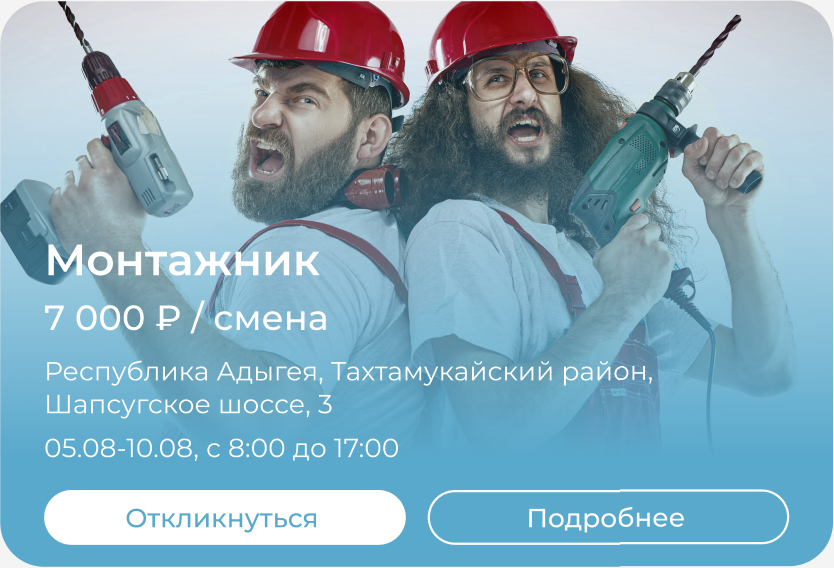 Монтажник
7 000 ₽ / смена
Республика Адыгея, Тахтамукайский район,
Шапсугское шоссе, 3
05.08-10.08, с 8:00 до 17:00
Откликнуться
Подробнее